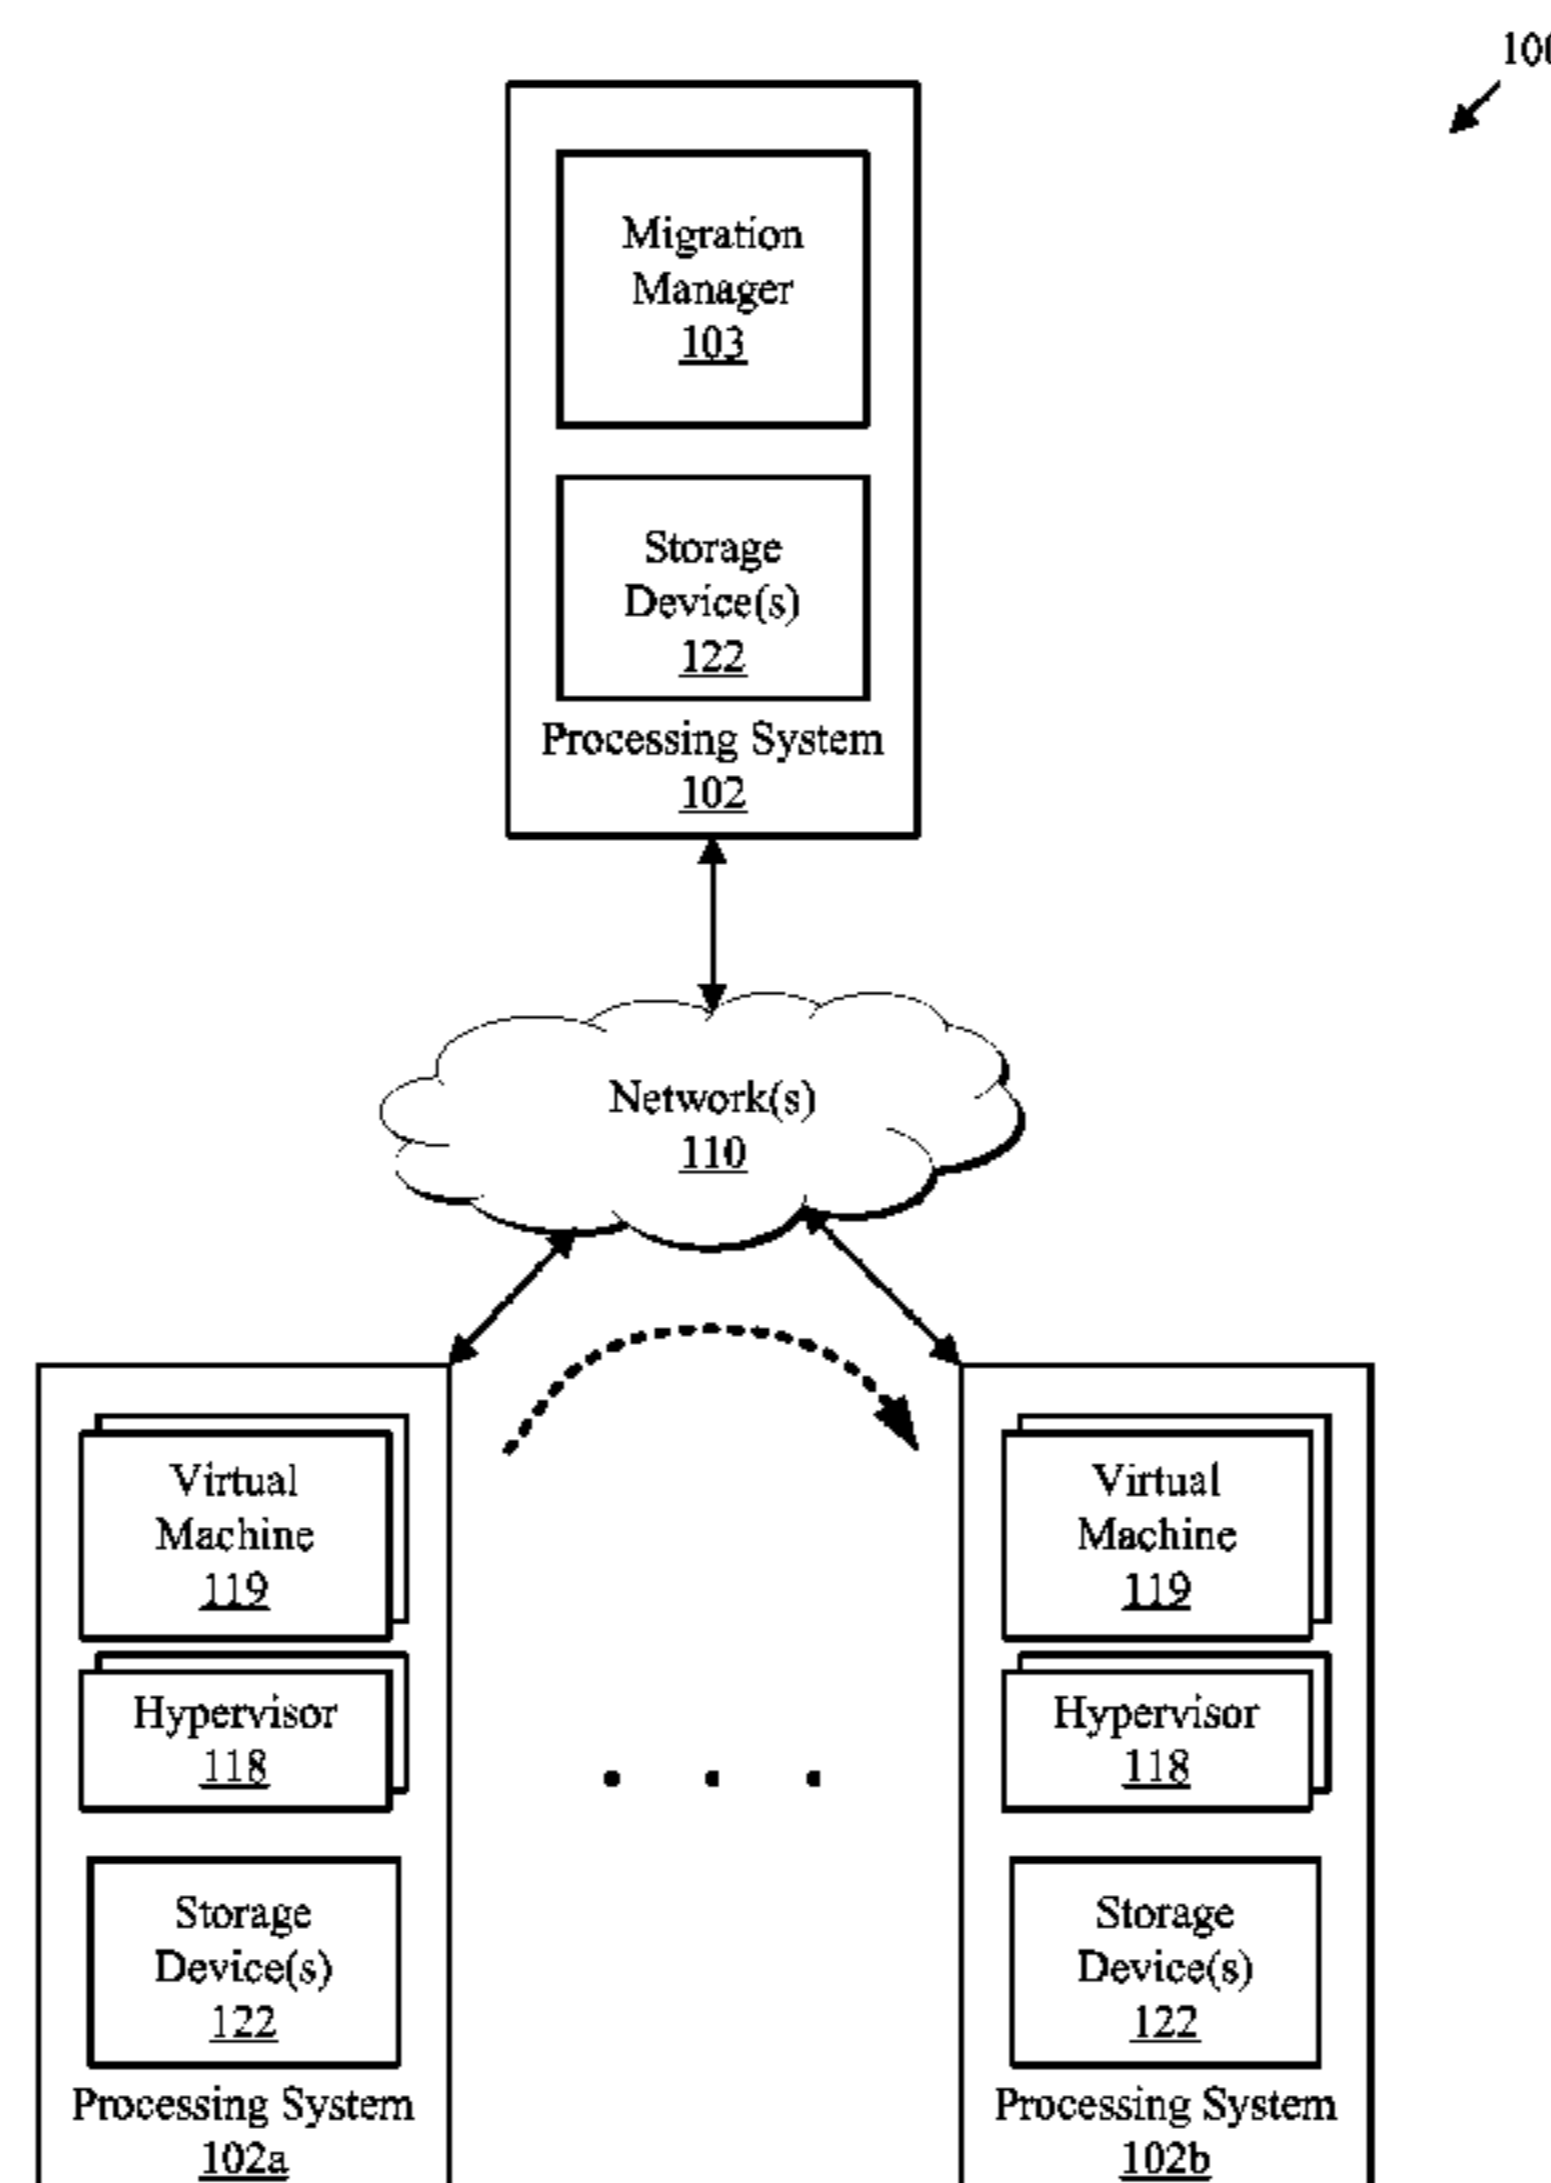 100
Migration
Manager
103
Storage
Device(s)
122
Processing System
102
Network(s)
110
Virtual
Machine
119
Hypervisor
118
Storage
Device(s)
122
Processing System
102a
Virtual
Machine
119
Hypervisor
118
Storage
Device(s)
122
Processing System
102b